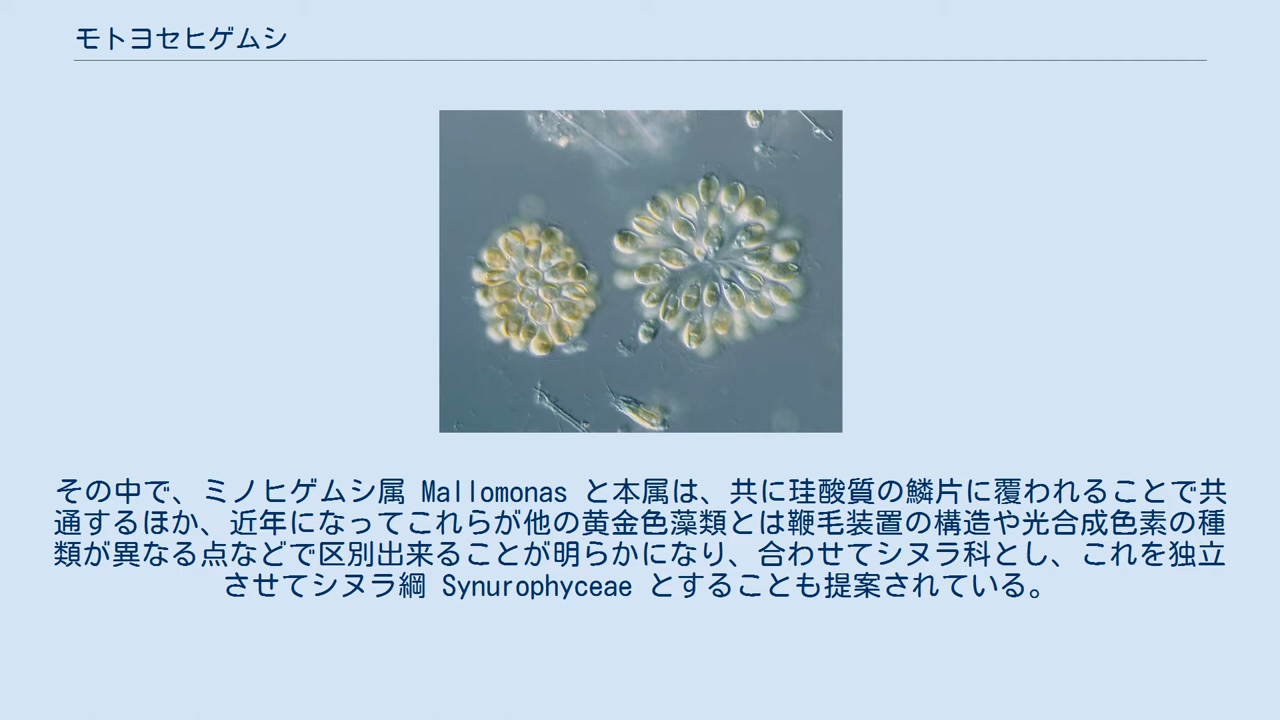 モトヨセヒゲムシ
その中で、ミノヒゲムシ属 Mallomonas と本属は、共に珪酸質の鱗片に覆われることで共
通するほか、近年になってこれらが他の黄金色藻類とは鞭毛装置の構造や光合成色素の種
類が異なる点などで区別出来ることが明らかになり、合わせてシヌラ科とし、これを独立
させてシヌラ綱 Synurophyceae とすることも提案されている。